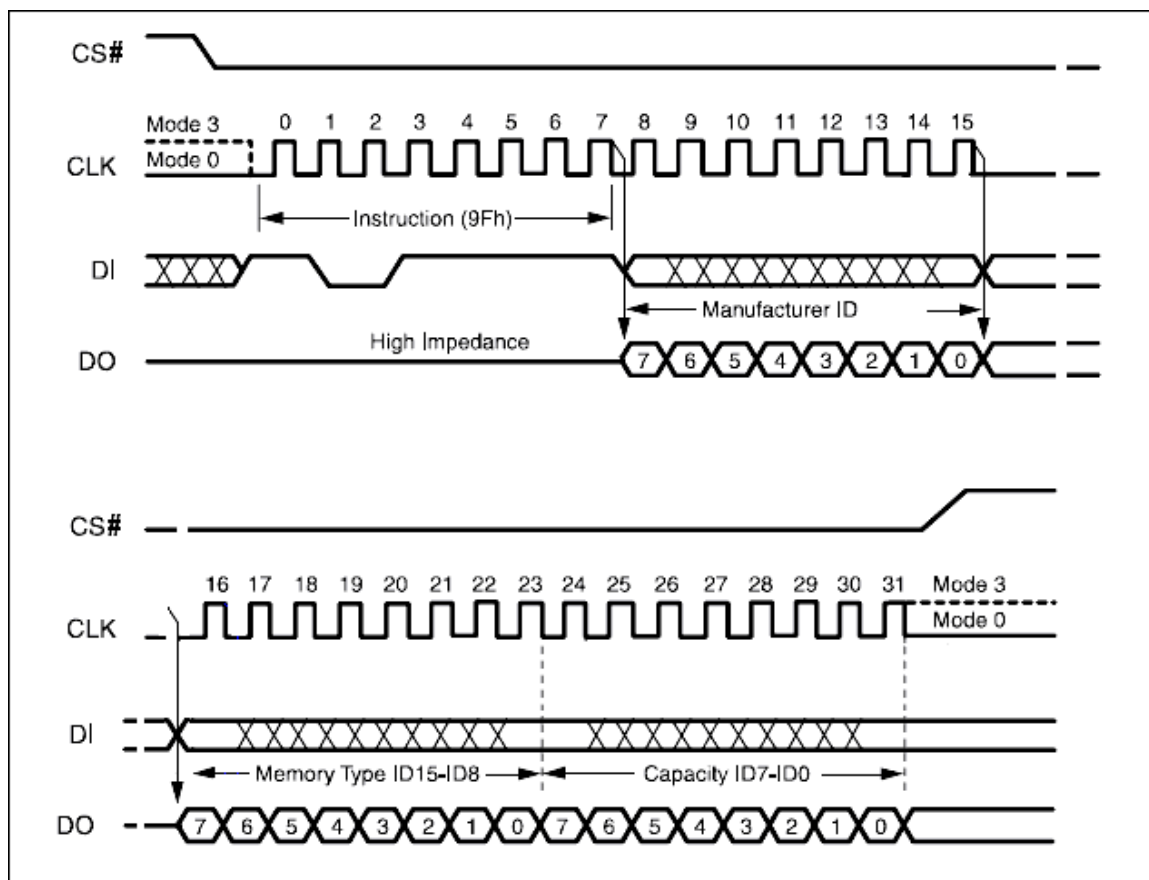 CS#
Mode 3
0 1 2 3 4 5 6 7 8 9 10 11 12 13 14 15
CLK
Mode 0
Instruction (9Fh)
DI
Manufacturer ID
High Impedance
DO
7 6 5 4 3 2 1 0
CS#
16 17 18 19 20 21 22 23 24 25 26 27 28 29 30 31
Mode 3
CLK
Mode 0
DI
Memory Type ID15-ID8
Capacity ID7-ID0
DO
7 6 5 4 3 2 1 0 7 6 5 4 3 2 1 0